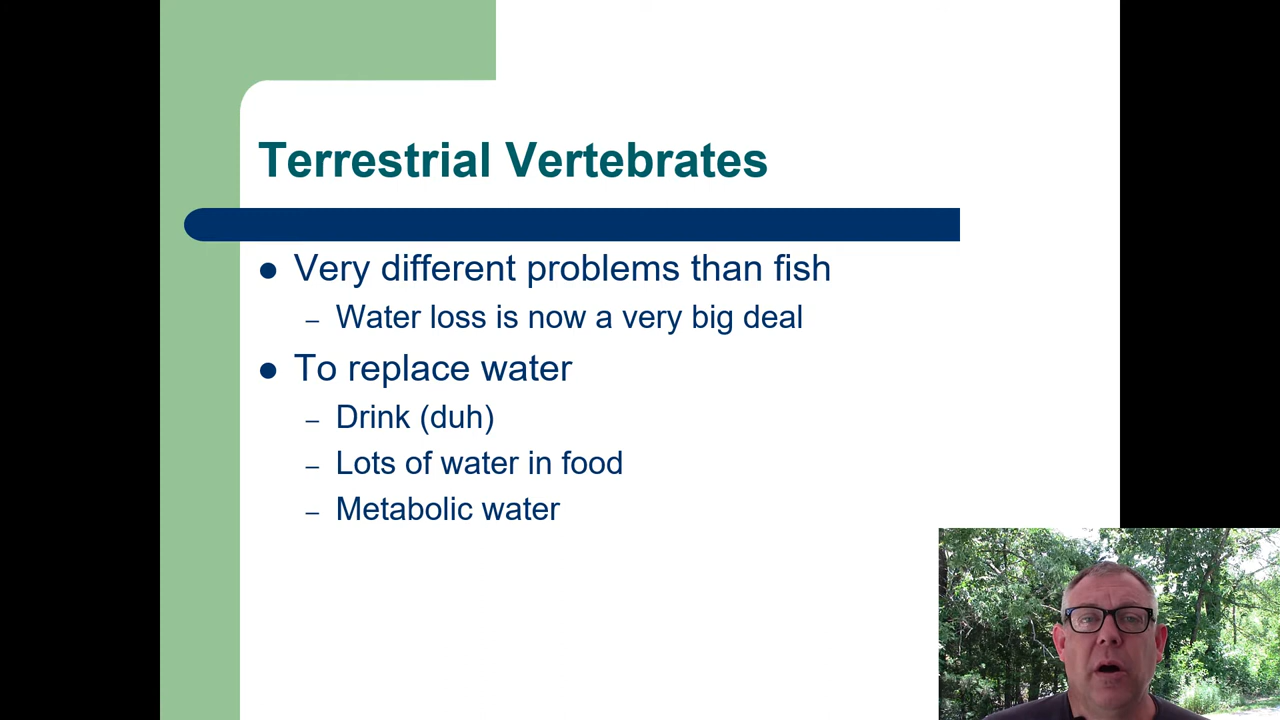 Terrestrial Vertebrates
● Very different problems than fish
– Water loss is now a very big deal
● To replace water
– Drink (duh)
– Lots of water in food
– Metabolic water